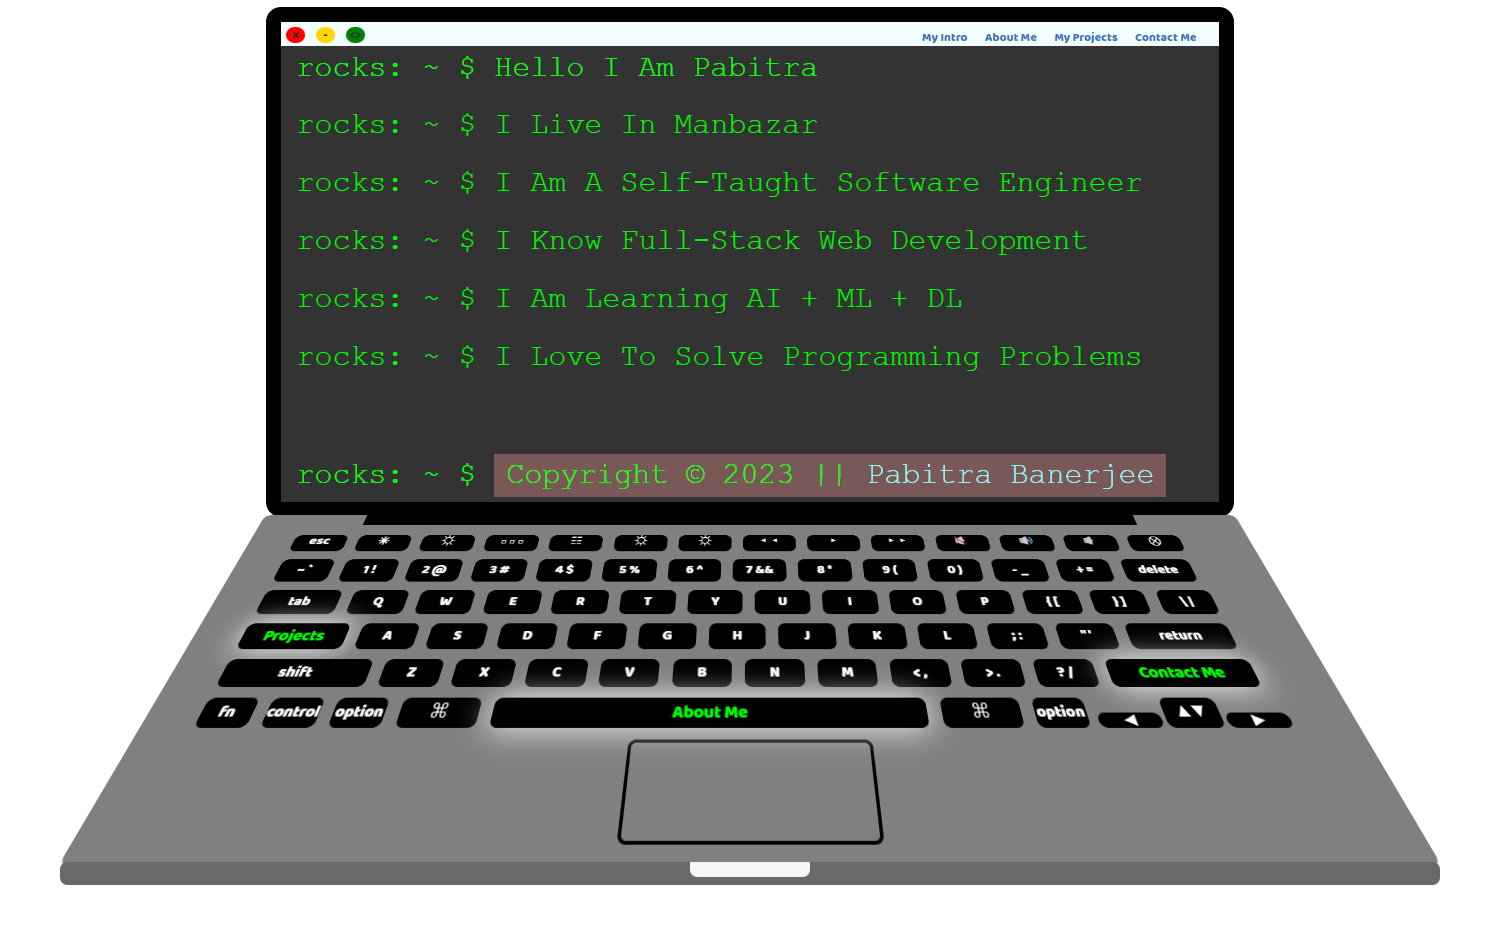 x - <> My Intro About Me My Projects Contact Me
rocks: ~ $ Hello I Am Pabitra
rocks: ~ $ I Live In Manbazar
rocks: ~ $ I Am A Self-Taught Software Engineer
rocks: ~ $ I Know Full-Stack Web Development
rocks: ~ $ I Am Learning AI + ML + DL
rocks: ~ $ I Love To Solve Programming Problems
rocks: ~ $ Copyright © 2023 || Pabitra Banerjee
esc
~ ` 1 ! 2 @ 3 # 4 $ 5 % 6 ^ 7 && 8 * 9 ( 0 ) - _ + = delete
tab Q W E R T Y U I O P { [ } ] \ |
Projects A S D F G H J K L ; : " ' return
shift Z X C V B N M < , > . ? | Contact Me
fn control option ⌘ About Me ⌘ option ◀ ▲▼ ▶